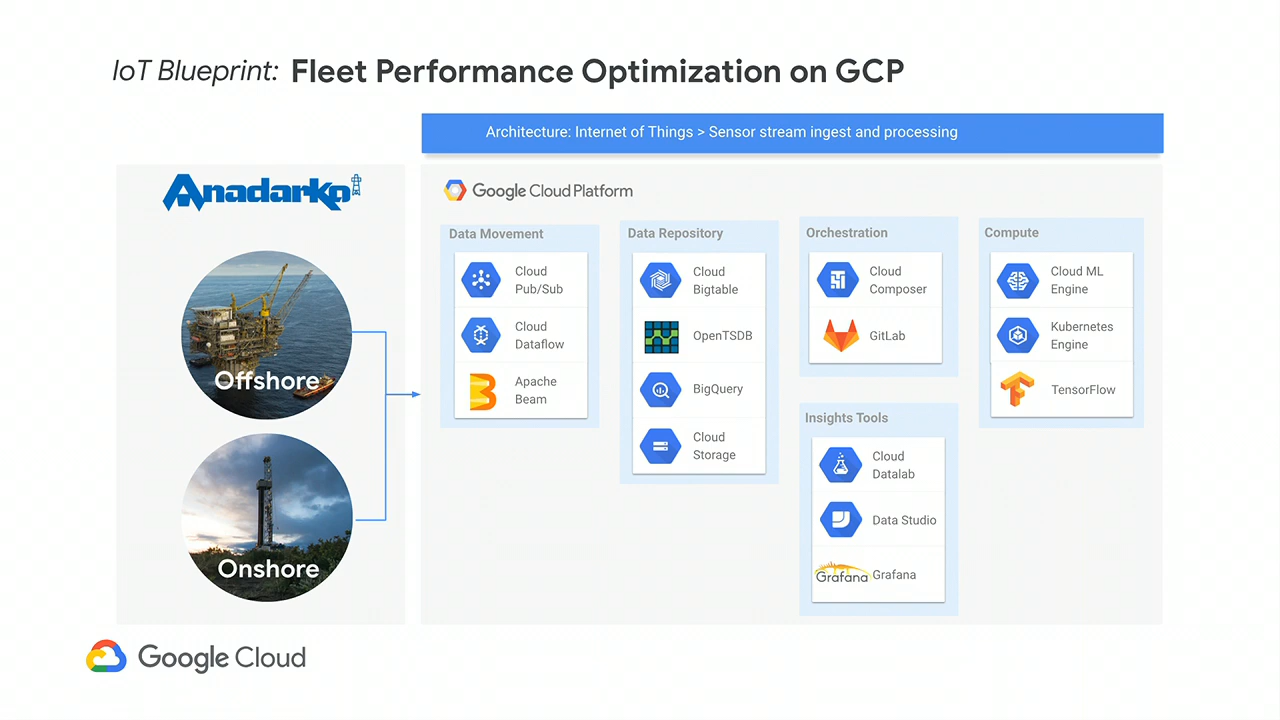 IoT Blueprint: Fleet Performance Optimization on GCP
Architecture: Internet of Things > Sensor stream ingest and processing
Anadarko
Offshore
Onshore
Google Cloud Platform
Data Movement
Cloud
Pub/Sub
Cloud
Dataflow
Apache
Beam
Data Repository
Cloud
Bigtable
OpenTSDB
BigQuery
Cloud
Storage
Orchestration
Cloud
Composer
GitLab
Insights Tools
Cloud
Datalab
Data Studio
Grafana
Grafana
Compute
Cloud ML
Engine
Kubernetes
Engine
TensorFlow
Google Cloud